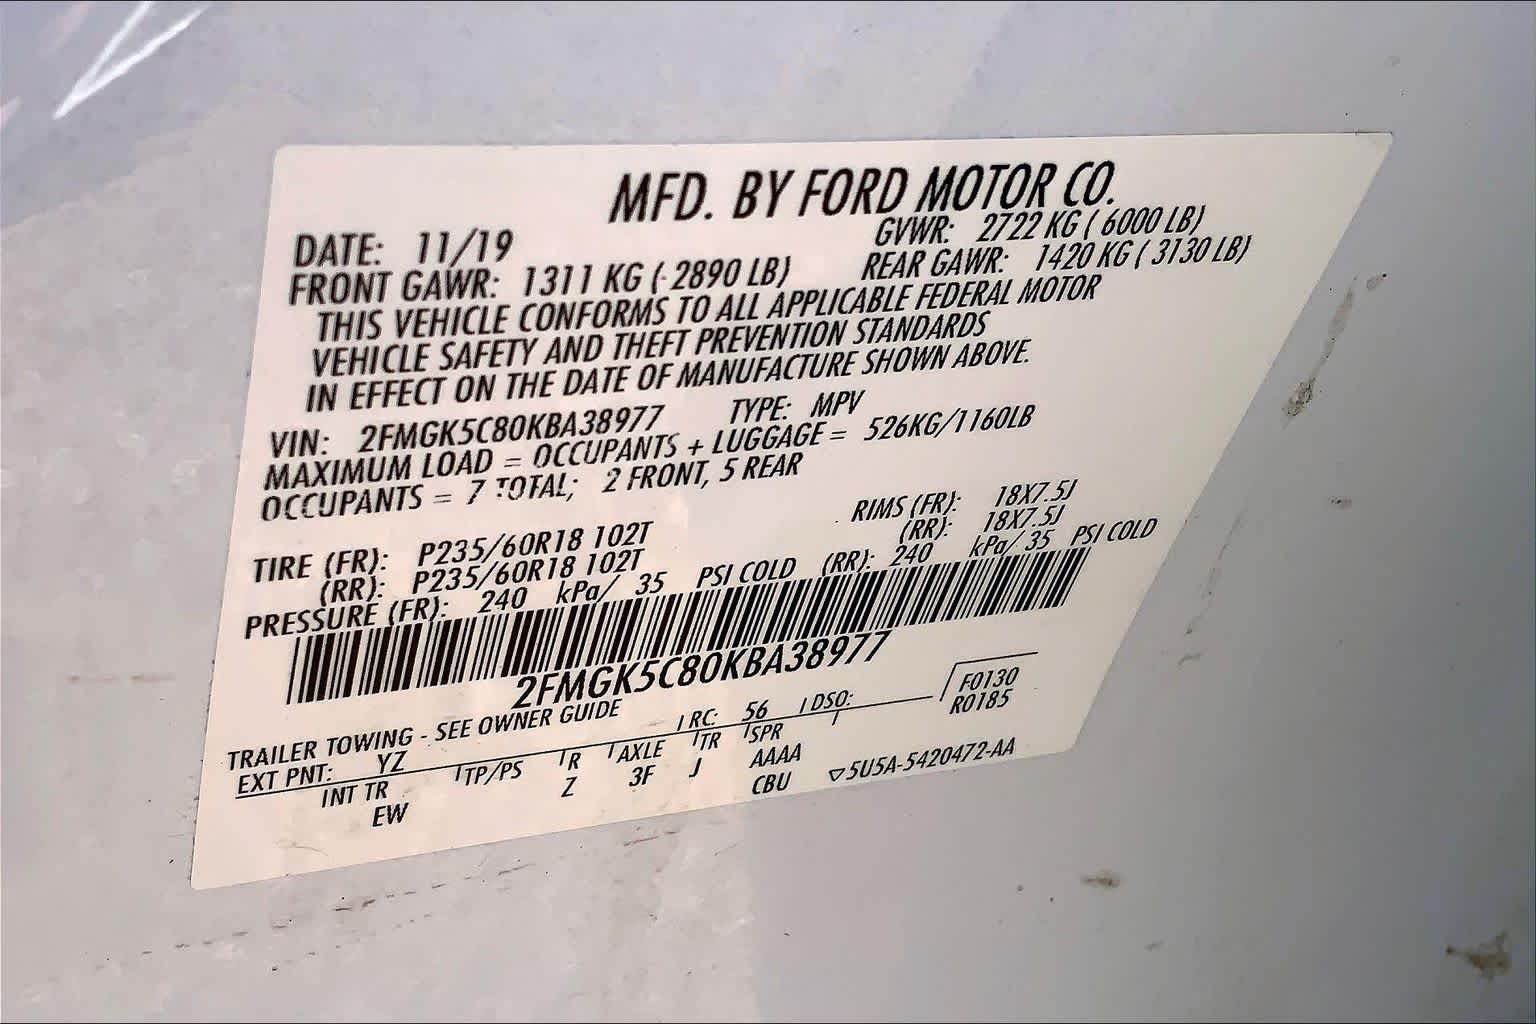 MFD. BY FORD MOTOR CO.
DATE: 11/19 GVWR: 2722 KG ( 6000 LB)
FRONT GAWR: 1311 KG ( 2890 LB) REAR GAWR: 1420 KG ( 3130 LB)
THIS VEHICLE CONFORMS TO ALL APPLICABLE FEDERAL MOTOR
VEHICLE SAFETY AND THEFT PREVENTION STANDARDS
IN EFFECT ON THE DATE OF MANUFACTURE SHOWN ABOVE.
VIN: 2FMGK5C80KBA38977 TYPE: MPV
MAXIMUM LOAD = OCCUPANTS + LUGGAGE = 526KG/1160LB
OCCUPANTS = 7 TOTAL; 2 FRONT, 5 REAR
TIRE (FR): P235/60R18 102T RIMS (FR): 18X7.5J
(RR): P235/60R18 102T (RR): 18X7.5J
PRESSURE (FR): 240 kPa/ 35 PSI COLD (RR): 240 kPa/ 35 PSI COLD
2FMGK5C80KBA38977
TRAILER TOWING - SEE OWNER GUIDE
EXT PNT: YZ RC: 56 DSO: F0130
R0185
INT TR TP/PS R AXLE TR SPR
EW Z 3F J AAAA
CBU ▽5U5A-5420472-AA